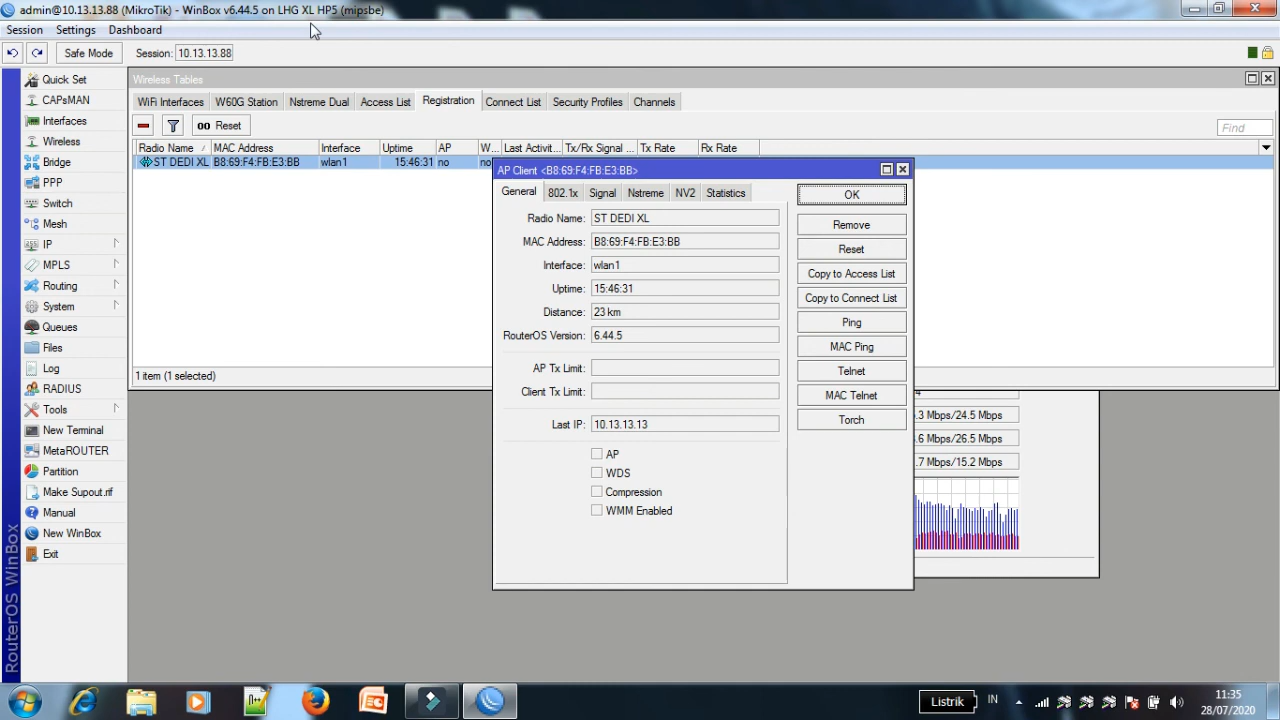 admin@10.13.13.88 (MikroTik) - WinBox v6.44.5 on LHG XL HP5 (mipsbe)
Session Settings Dashboard
Safe Mode Session: 10.13.13.88
Quick Set
CAPsMAN
Interfaces
Wireless
Bridge
PPP
Switch
Mesh
IP
MPLS
Routing
System
Queues
Files
Log
RADIUS
Tools
New Terminal
MetaROUTER
Partition
Make Supout.rif
Manual
New WinBox
Exit
RouterOS WinBox
Wireless Tables
WiFi Interfaces W60G Station Nstreme Dual Access List Registration Connect List Security Profiles Channels
00 Reset Find
Radio Name / MAC Address Interface Uptime AP W... Last Activit... Tx/Rx Signal ... Tx Rate Rx Rate
ST DEDI XL B8:69:F4:FB:E3:BB wlan1 15:46:31 no no
1 item (1 selected)
AP Client <B8:69:F4:FB:E3:BB>
General 802.1x Signal Nstreme NV2 Statistics
Radio Name: ST DEDI XL
MAC Address: B8:69:F4:FB:E3:BB
Interface: wlan1
Uptime: 15:46:31
Distance: 23 km
RouterOS Version: 6.44.5
AP Tx Limit:
Client Tx Limit:
Last IP: 10.13.13.13
AP
WDS
Compression
WMM Enabled
OK
Remove
Reset
Copy to Access List
Copy to Connect List
Ping
MAC Ping
Telnet
MAC Telnet
Torch
.3 Mbps/24.5 Mbps
.6 Mbps/26.5 Mbps
.7 Mbps/15.2 Mbps
Listrik IN 11:35
28/07/2020